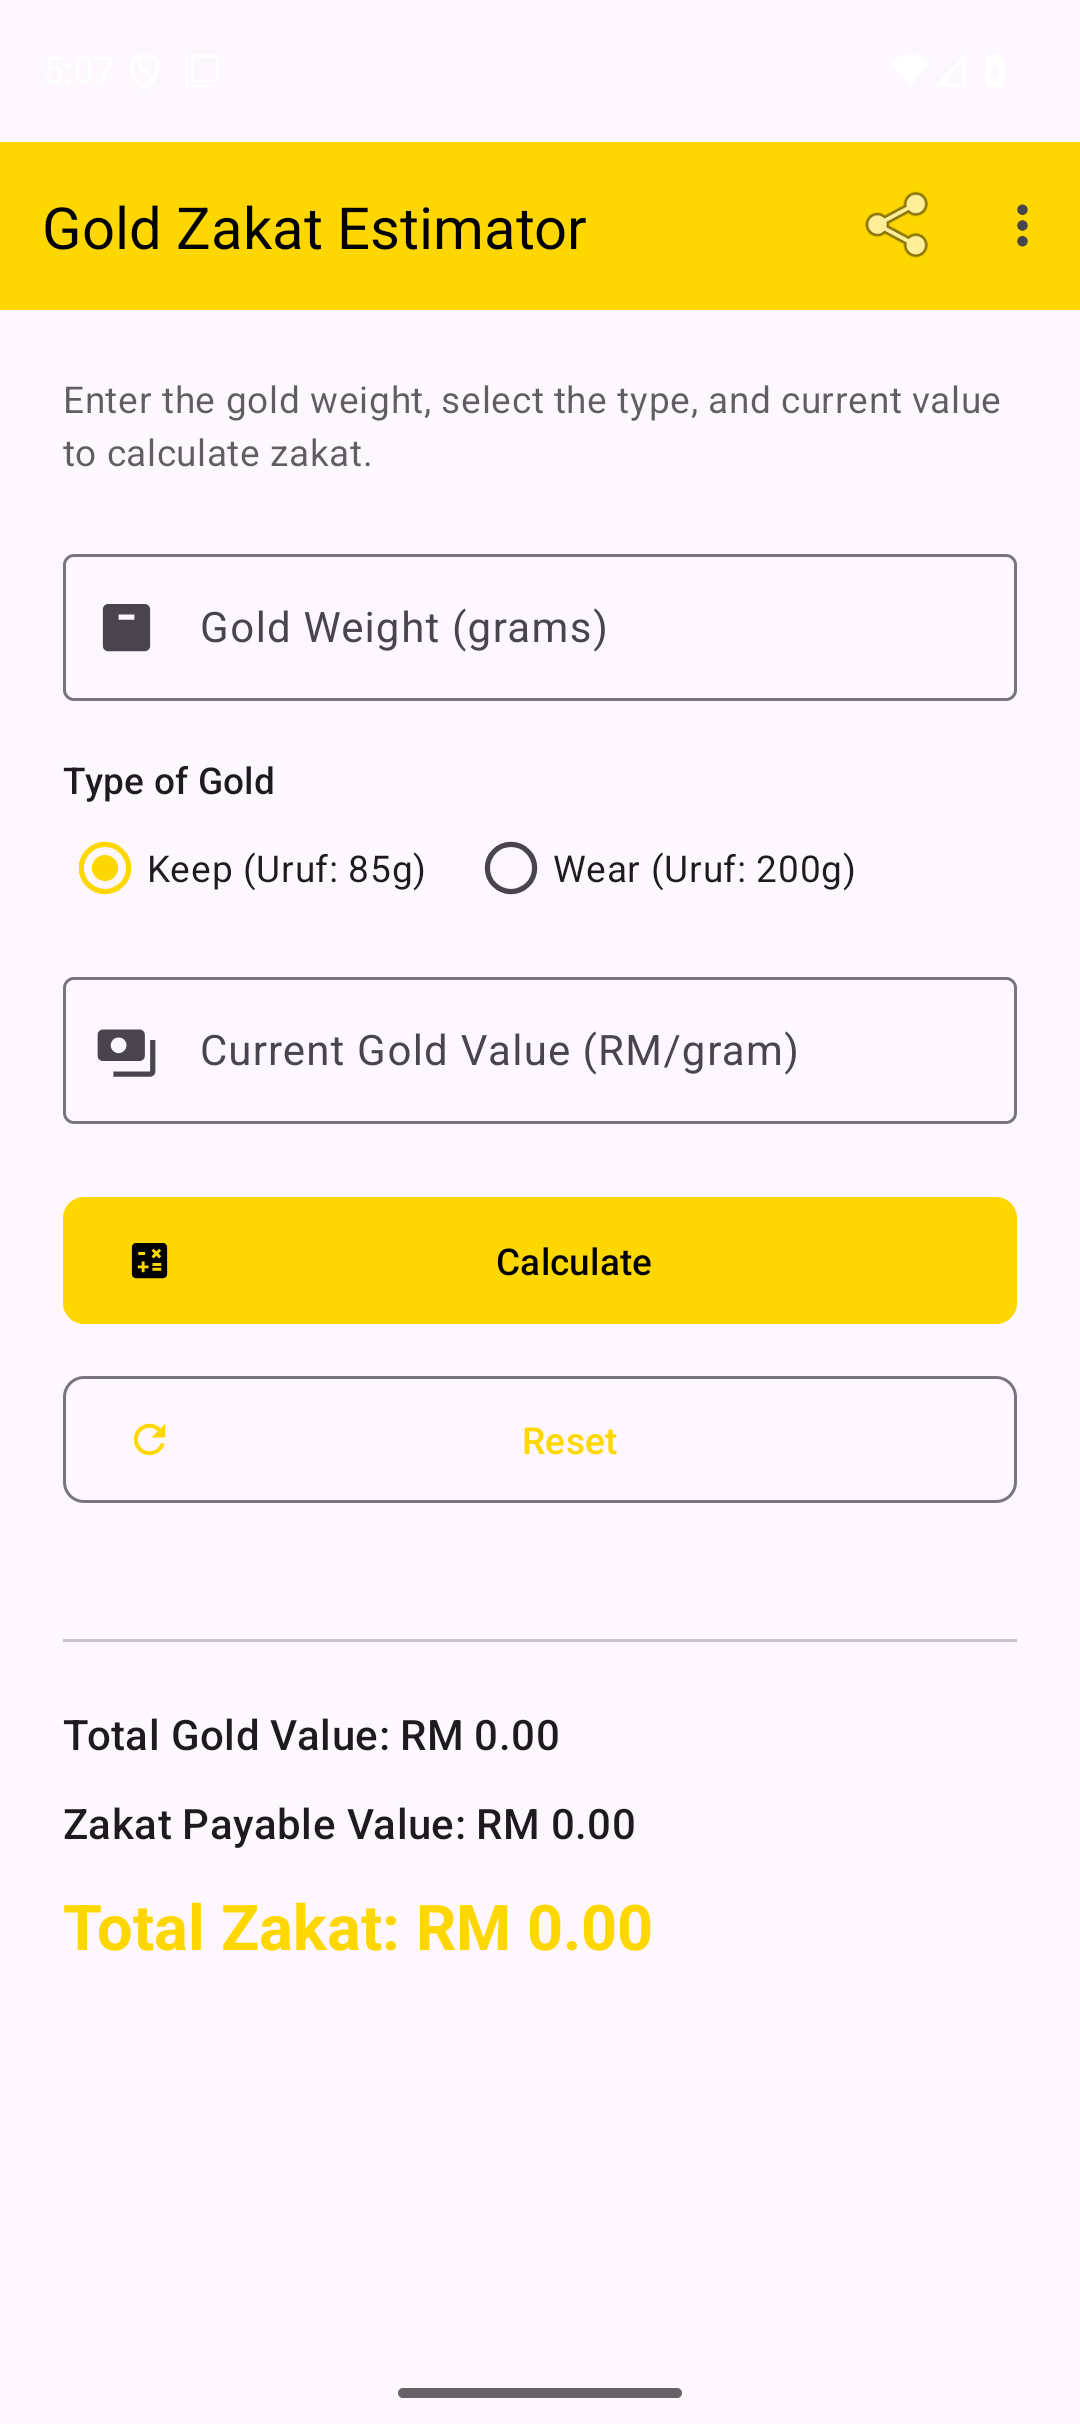 5:07
Gold Zakat Estimator
Enter the gold weight, select the type, and current value
to calculate zakat.
Gold Weight (grams)
Type of Gold
Keep (Uruf: 85g)
Wear (Uruf: 200g)
Current Gold Value (RM/gram)
Calculate
Reset
Total Gold Value: RM 0.00
Zakat Payable Value: RM 0.00
Total Zakat: RM 0.00